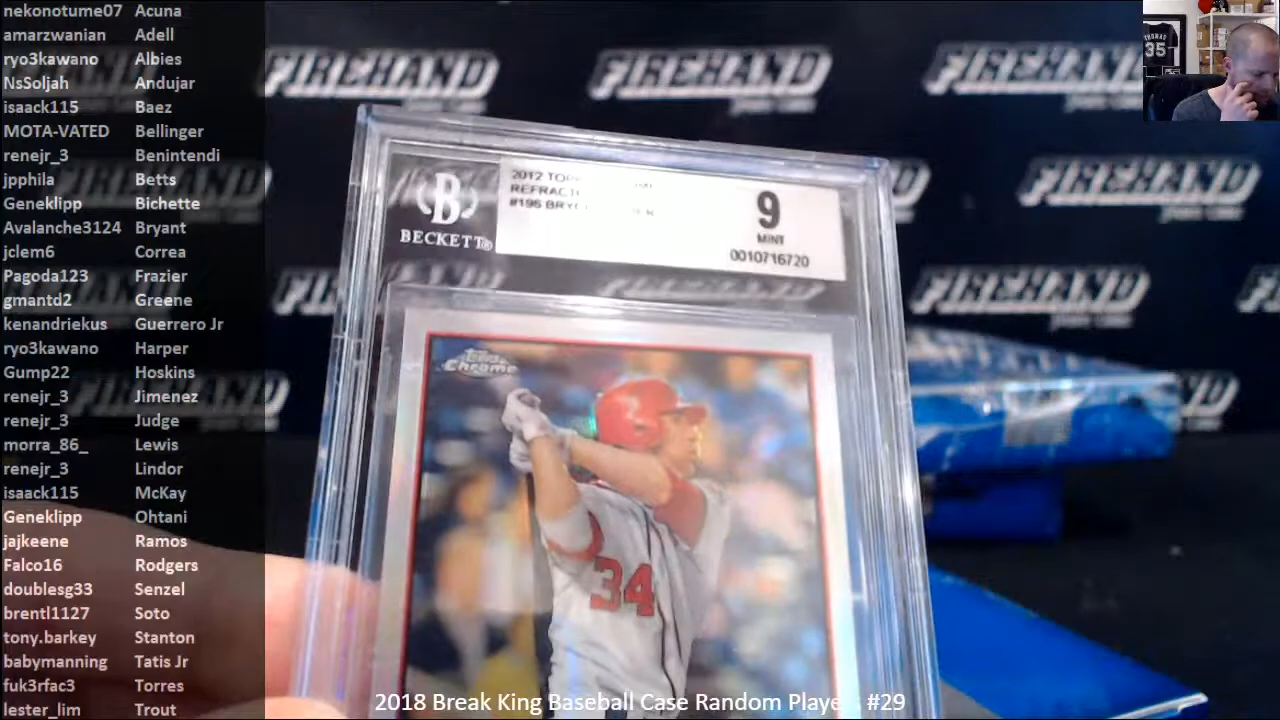 nekonotume07 Acuna
amarzwanian Adell
ryo3kawano Albies
NsSoljah Andujar
isaack115 Baez
MOTA-VATED Bellinger
renejr_3 Benintendi
jpphila Betts
Geneklipp Bichette
Avalanche3124 Bryant
jclem6 Correa
Pagoda123 Frazier
gmantd2 Greene
kenandriekus Guerrero Jr
ryo3kawano Harper
Gump22 Hoskins
renejr_3 Jimenez
renejr_3 Judge
morra_86_ Lewis
renejr_3 Lindor
isaack115 McKay
Geneklipp Ohtani
jajkeene Ramos
Falco16 Rodgers
doublesg33 Senzel
brentl1127 Soto
tony.barkey Stanton
babymanning Tatis Jr
fuk3rfac3 Torres
lester_lim Trout
FIREHAND
FIREHAND
FIREHAND
FIREHAND
FIREHAND
THOMAS
35
B
BECKETT®
2012
#196
9
MINT
0010716720
Topps
Chrome
34
2018 Break King Baseball Case Random Players #29